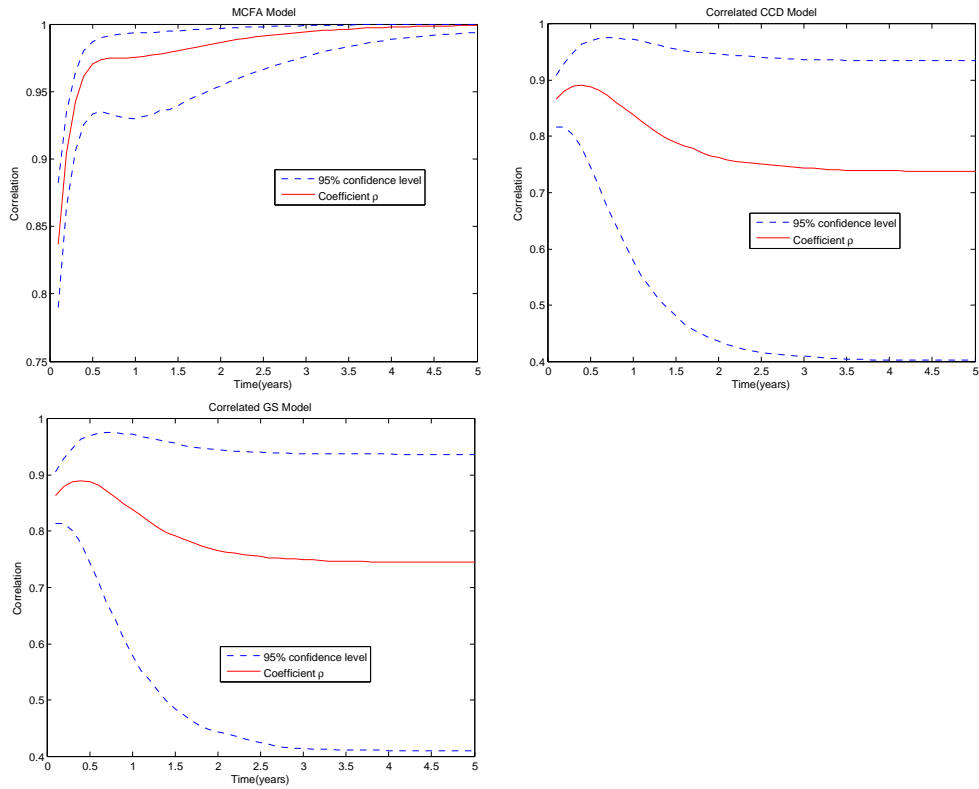 MCFA Model
1
0.95
0.9
0.85
0.8
0.75
Correlation
0 0.5 1 1.5 2 2.5 3 3.5 4 4.5 5
Time(years)
95% confidence level
Coefficient ρ
Correlated CCD Model
1
0.9
0.8
0.7
0.6
0.5
0.4
Correlation
0 0.5 1 1.5 2 2.5 3 3.5 4 4.5 5
Time(years)
95% confidence level
Coefficient ρ
Correlated GS Model
1
0.9
0.8
0.7
0.6
0.5
0.4
Correlation
0 0.5 1 1.5 2 2.5 3 3.5 4 4.5 5
Time(years)
95% confidence level
Coefficient ρ